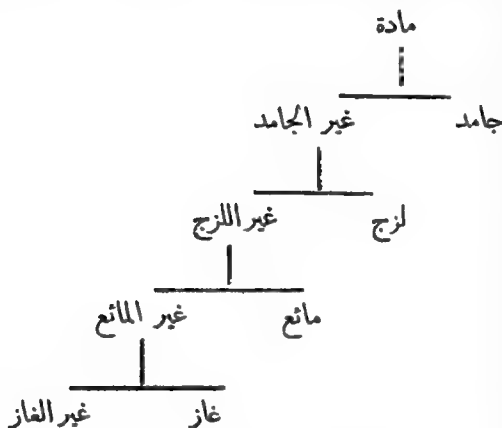 مادة
جامد غير الجامد
لزج غير اللزج
مائع غير المائع
غاز غير الغاز